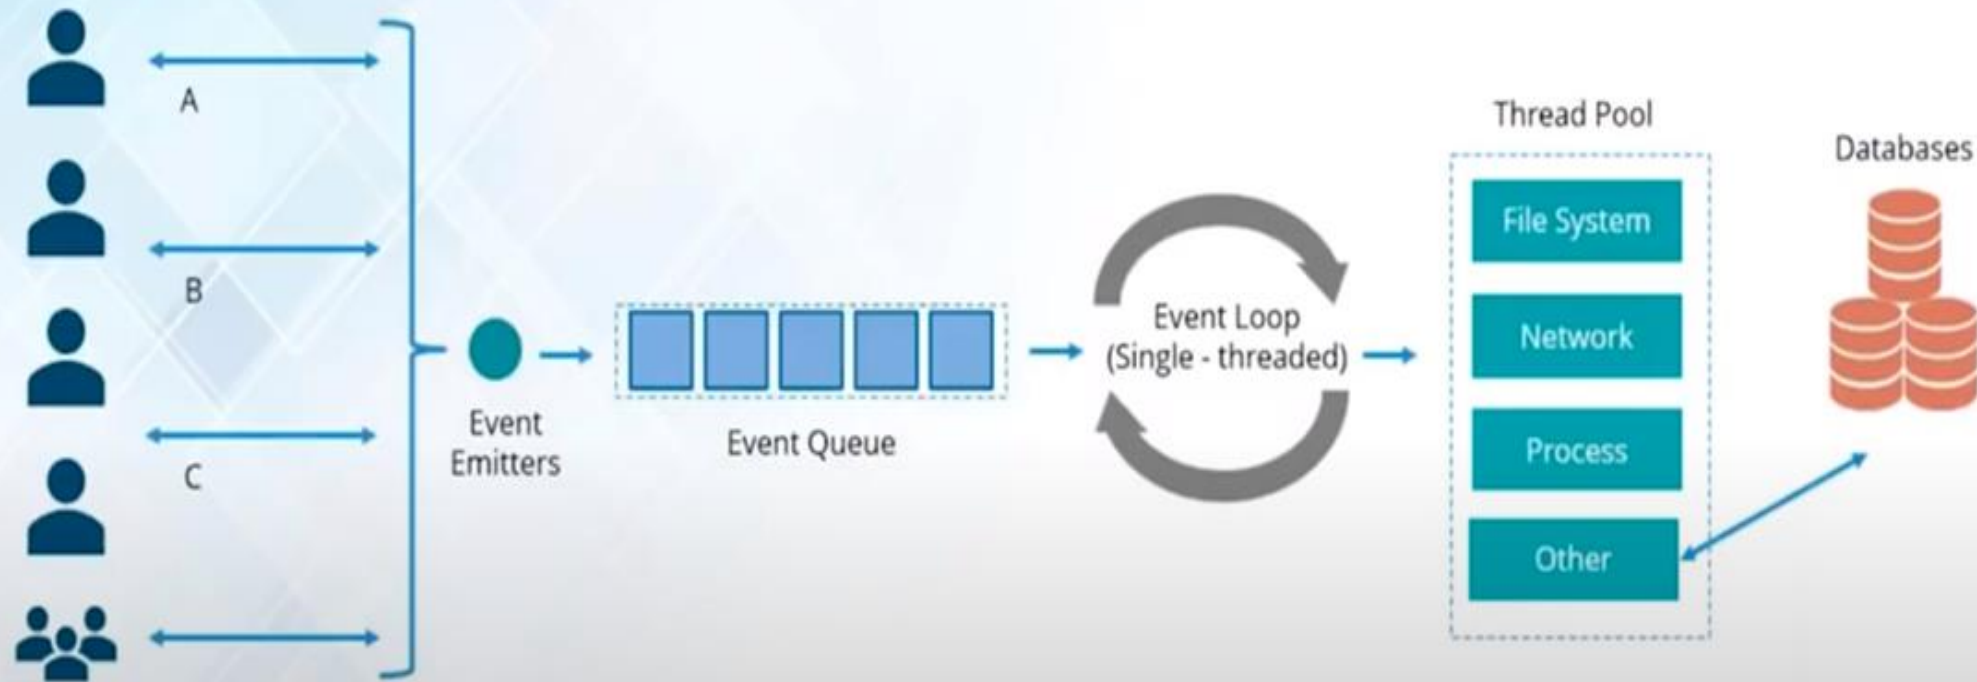 A
B
C
Event
Emitters
Event Queue
Event Loop
(Single - threaded)
Thread Pool
File System
Network
Process
Other
Databases